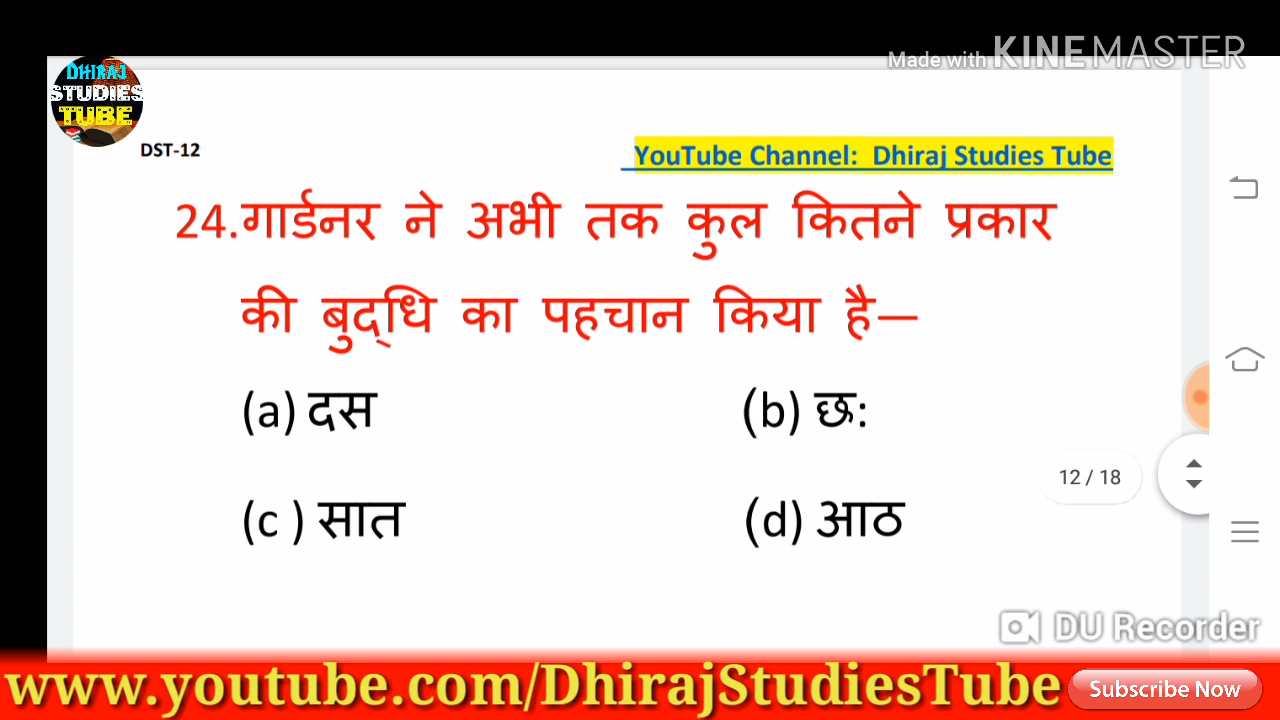 Made with KINEMASTER
DHIRAJ
STUDIES
TUBE
DST-12
YouTube Channel: Dhiraj Studies Tube
24.गार्डनर ने अभी तक कुल कितने प्रकार
की बुद्‌धि का पहचान किया है—
(a) दस
(b) छः
12 / 18
(c ) सात
(d) आठ
DU Recorder
www.youtube.com/DhirajStudiesTube
Subscribe Now